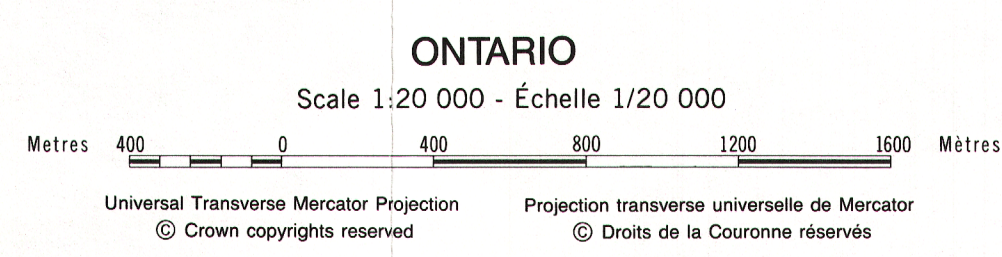 ONTARIO
Scale 1:20 000 - Échelle 1/20 000
Metres 400 0 400 800 1200 1600 Mètres
Universal Transverse Mercator Projection
© Crown copyrights reserved
Projection transverse universelle de Mercator
© Droits de la Couronne réservés